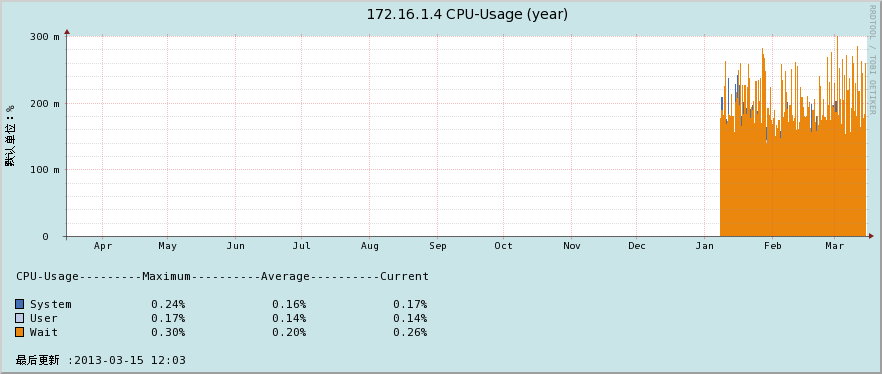 172.16.1.4 CPU-Usage (year)
RRDTOOL / TOBI OETIKER
默认单位：%
300 m
200 m
100 m
0
Apr May Jun Jul Aug Sep Oct Nov Dec Jan Feb Mar
CPU-Usage---------Maximum----------Average----------Current
System 0.24% 0.16% 0.17%
User 0.17% 0.14% 0.14%
Wait 0.30% 0.20% 0.26%
最后更新 :2013-03-15 12:03